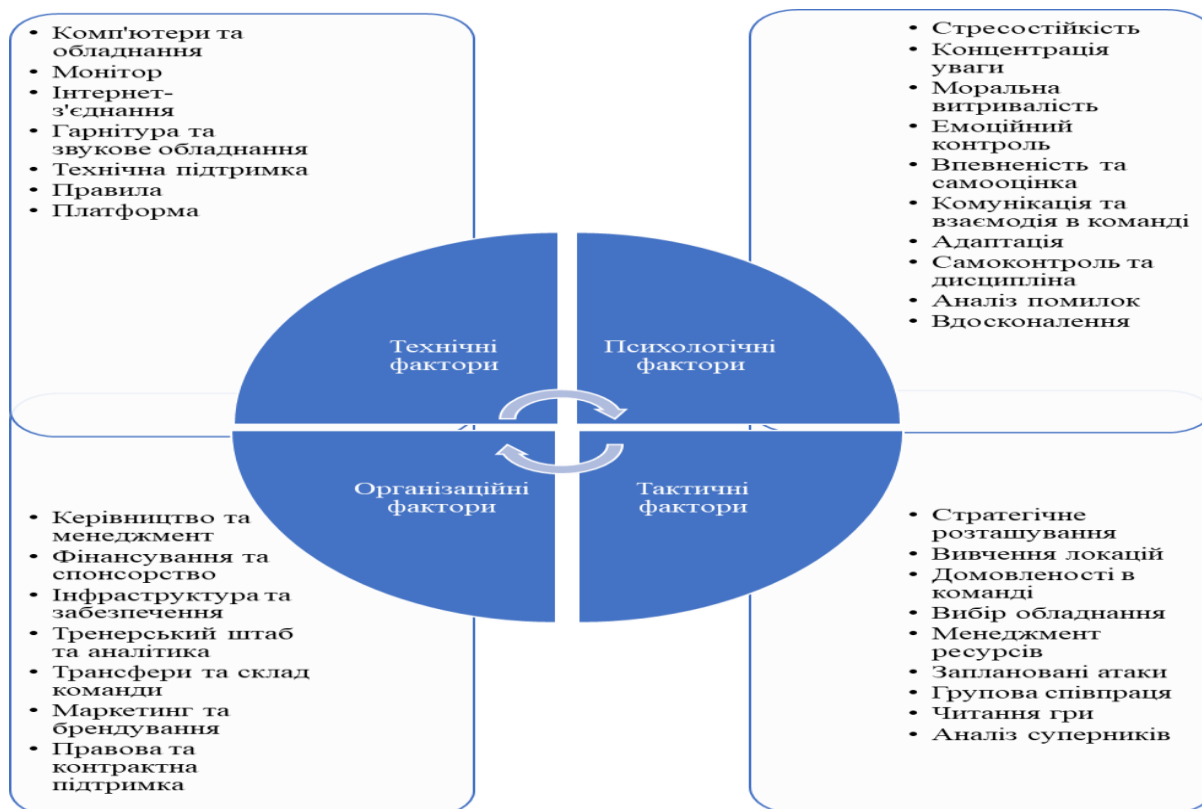 • Комп'ютери та
обладнання
• Монітор
• Інтернет-
з'єднання
• Гарнітура та
звукове обладнання
• Технічна підтримка
• Правила
• Платформа
• Стресостійкість
• Концентрація
уваги
• Моральна
витривалість
• Емоційний
контроль
• Впевненість та
самооцінка
• Комунікація та
взаємодія в команді
• Адаптація
• Самоконтроль та
дисципліна
• Аналіз помилок
• Вдосконалення
Технічні
фактори
Психологічні
фактори
Організаційні
фактори
Тактичні
фактори
• Керівництво та
менеджмент
• Фінансування та
спонсорство
• Інфраструктура та
забезпечення
• Тренерський штаб
та аналітика
• Трансфери та склад
команди
• Маркетинг та
брендування
• Правова та
контрактна
підтримка
• Стратегічне
розташування
• Вивчення локацій
• Домовленості в
команді
• Вибір обладнання
• Менеджмент
ресурсів
• Заплановані атаки
• Групова співпраця
• Читання гри
• Аналіз суперників